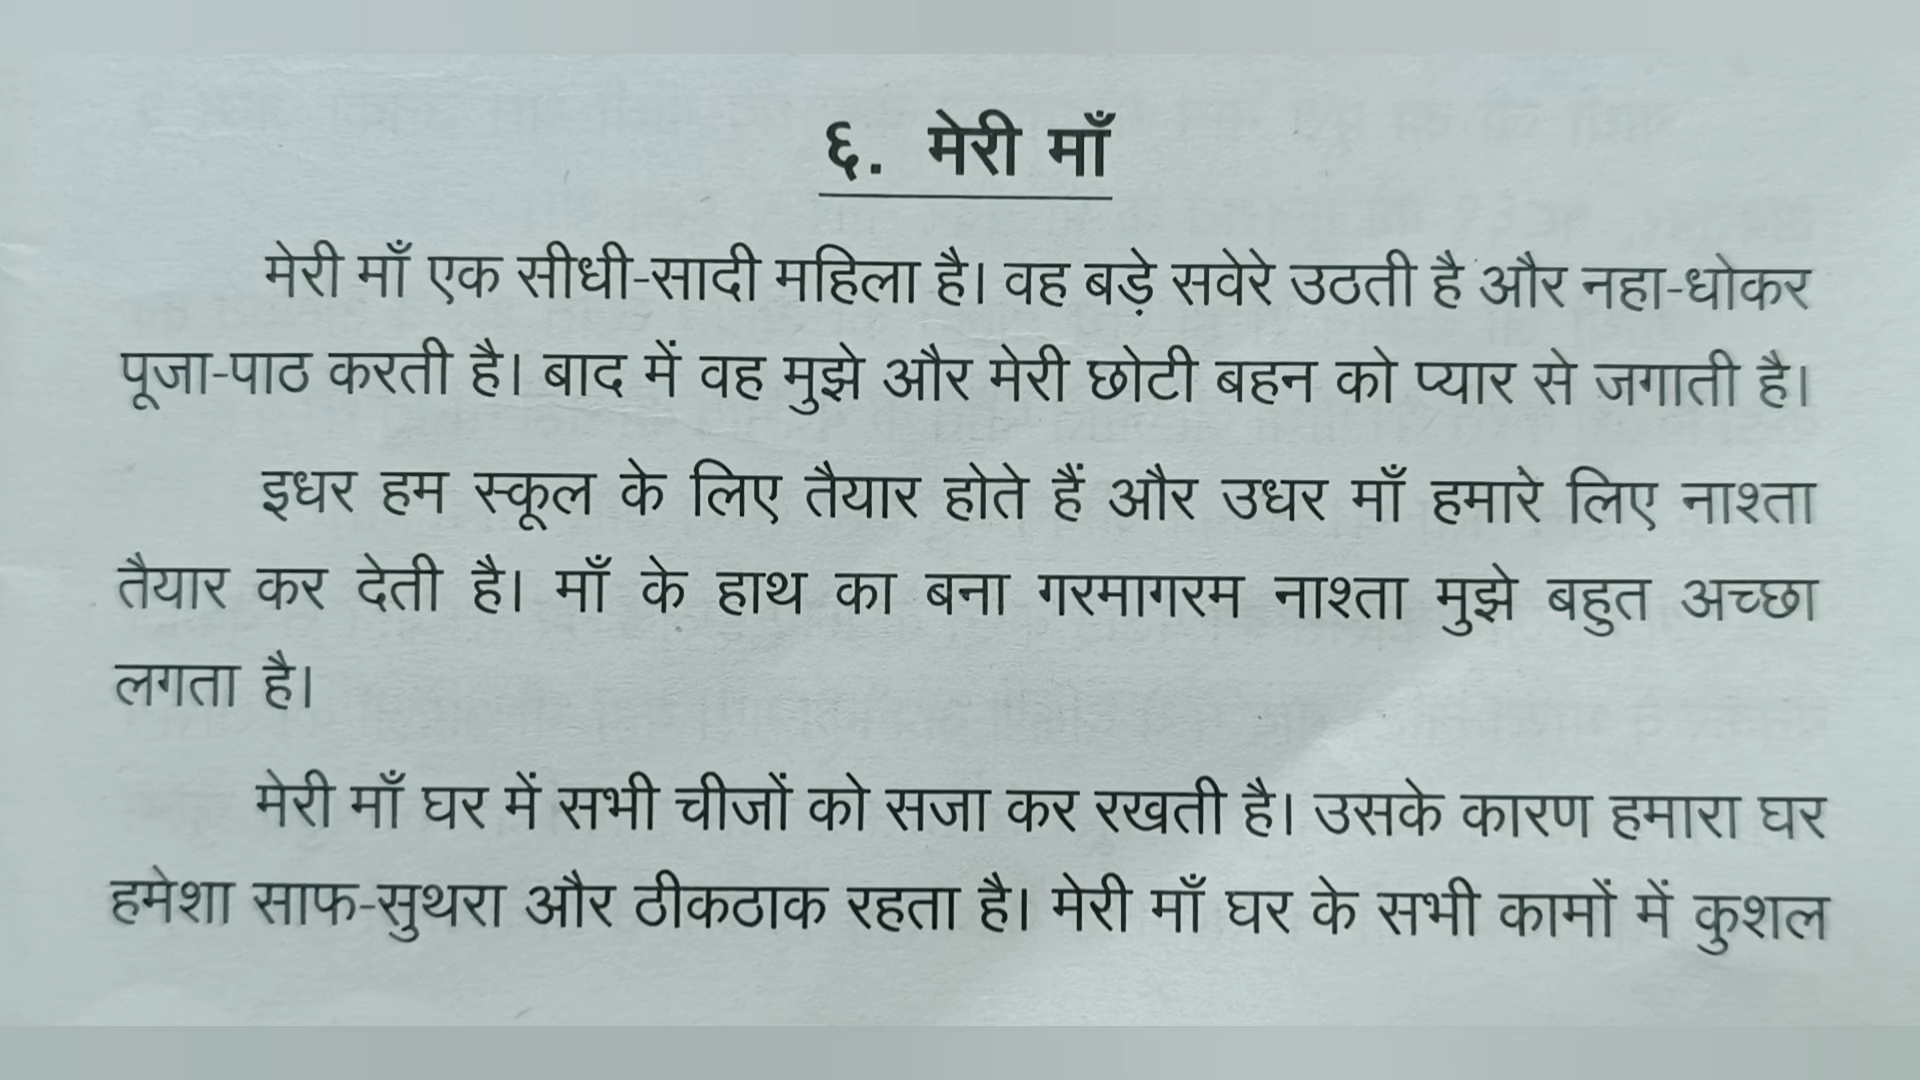 ६. मेरी माँ
मेरी माँ एक सीधी-सादी महिला है। वह बड़े सवेरे उठती है और नहा-धोकर
पूजा-पाठ करती है। बाद में वह मुझे और मेरी छोटी बहन को प्यार से जगाती है।
इधर हम स्कूल के लिए तैयार होते हैं और उधर माँ हमारे लिए नाश्ता
तैयार कर देती है। माँ के हाथ का बना गरमागरम नाश्ता मुझे बहुत अच्छा
लगता है।
मेरी माँ घर में सभी चीजों को सजा कर रखती है। उसके कारण हमारा घर
हमेशा साफ-सुथरा और ठीकठाक रहता है। मेरी माँ घर के सभी कामों में कुशल